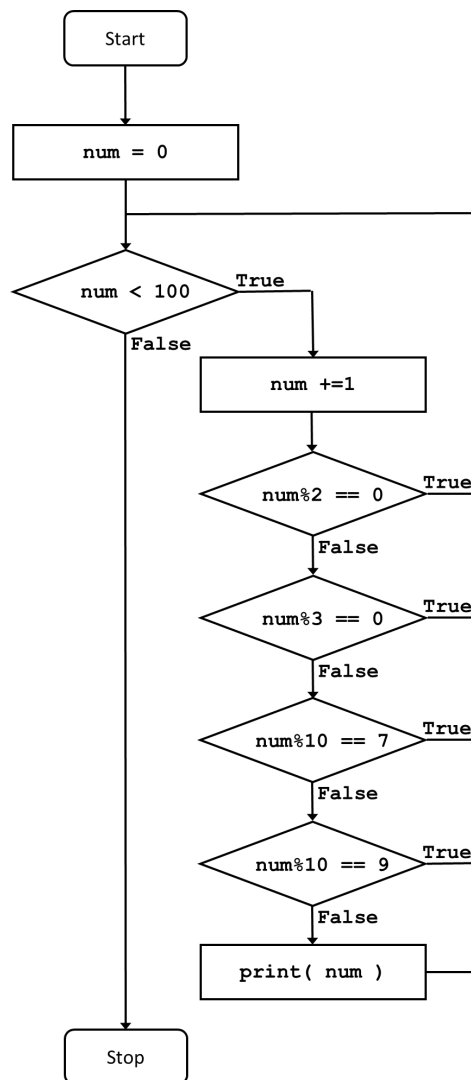 Start
num = 0
num < 100
True
False
num +=1
num%2 == 0
True
False
num%3 == 0
True
False
num%10 == 7
True
False
num%10 == 9
True
False
print( num )
Stop